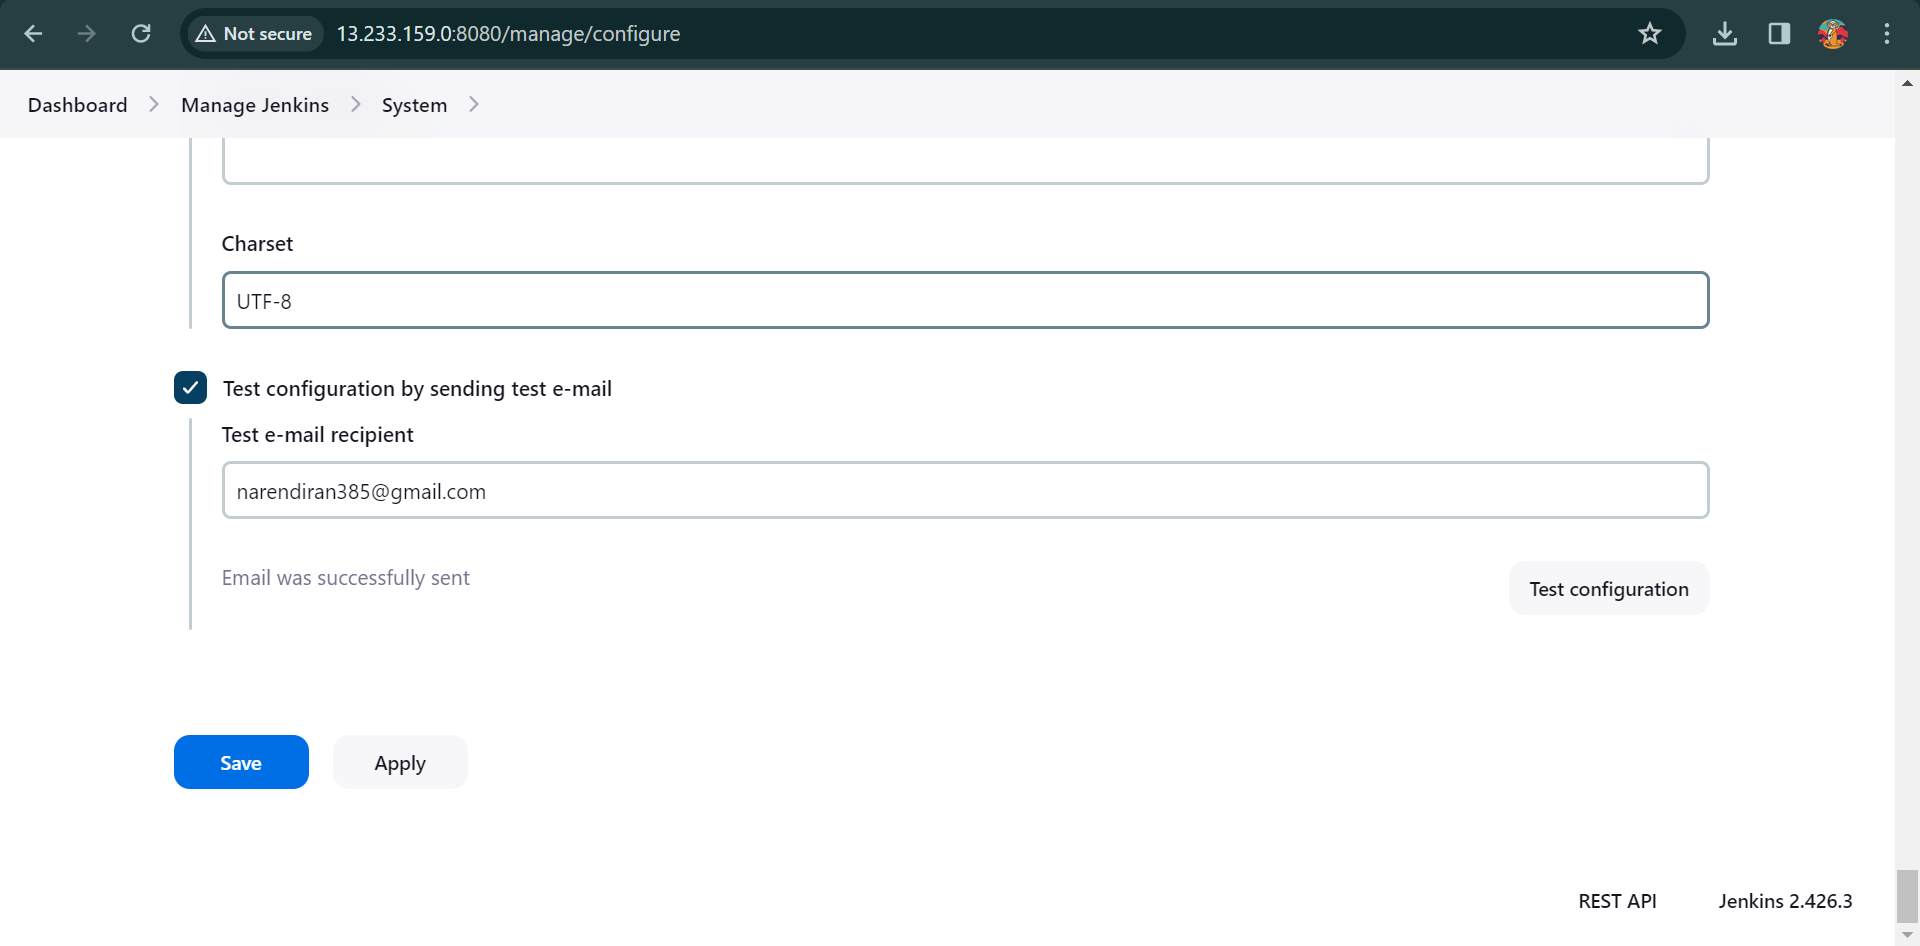 Not secure 13.233.159.0:8080/manage/configure
Dashboard Manage Jenkins System
Charset
UTF-8
Test configuration by sending test e-mail
Test e-mail recipient
narendiran385@gmail.com
Email was successfully sent
Test configuration
Save Apply
REST API Jenkins 2.426.3